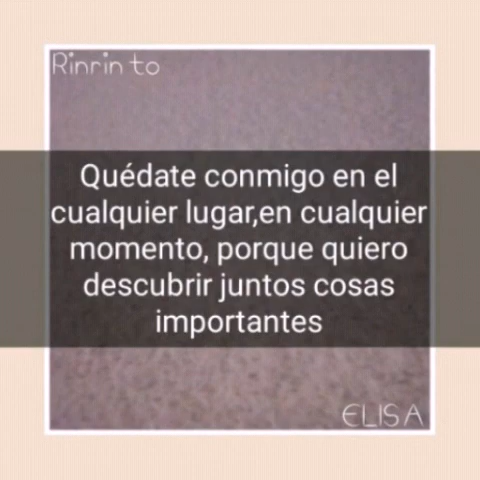 Rinrin to
Quédate conmigo en el
cualquier lugar,en cualquier
momento, porque quiero
descubrir juntos cosas
importantes
ELISA